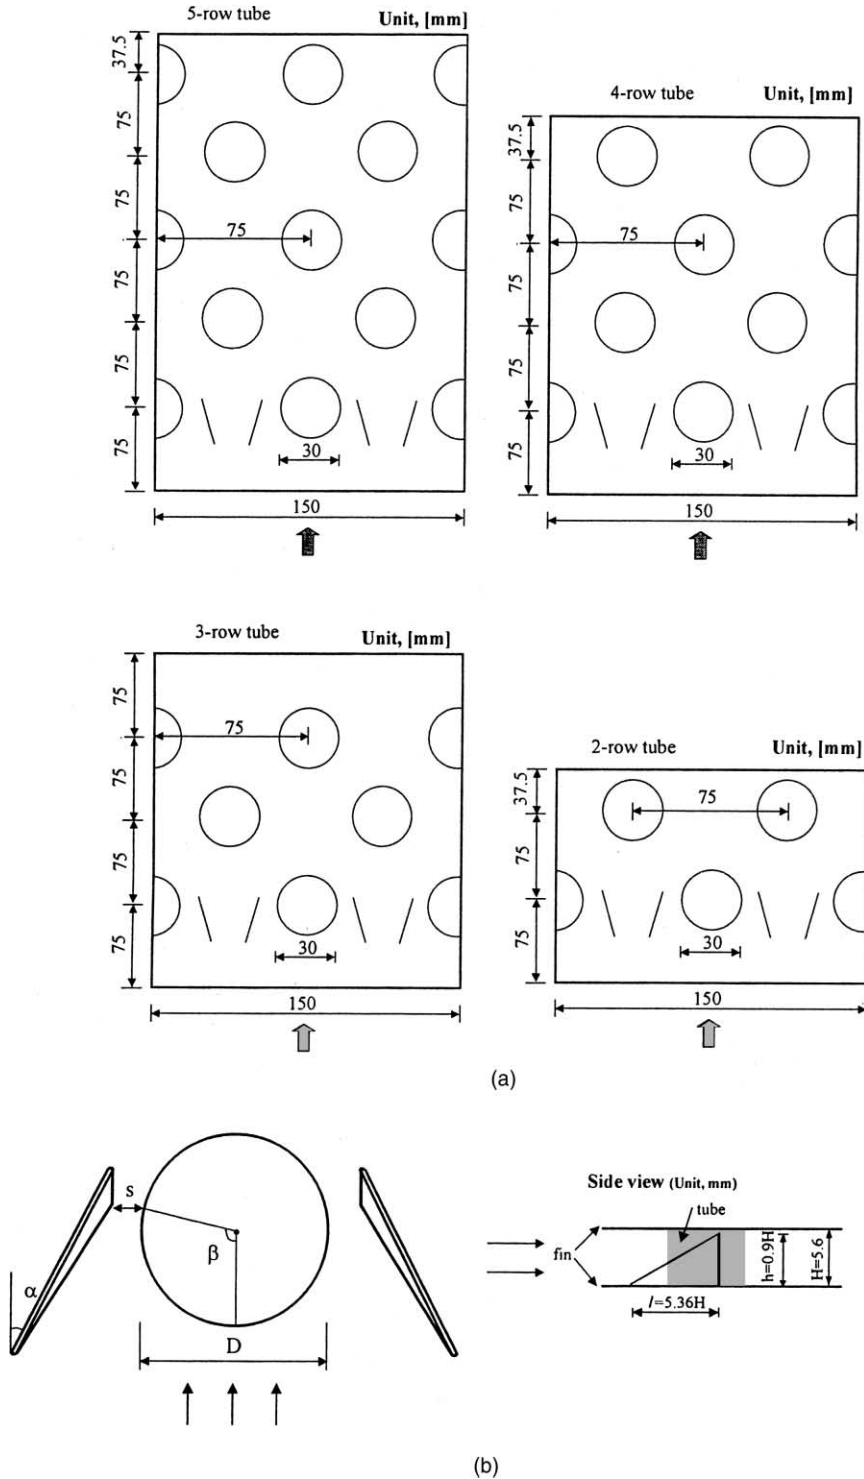 5-row tube
Unit, [mm]
37.5
75
75
75
75
75
75
30
150
4-row tube
Unit, [mm]
37.5
75
75
75
75
75
30
150
3-row tube
Unit, [mm]
75
75
75
75
75
30
150
2-row tube
Unit, [mm]
37.5
75
75
75
30
150
(a)
s
β
α
D
Side view (Unit, mm)
tube
fin
h=0.9H
H=5.6
l=5.36H
(b)